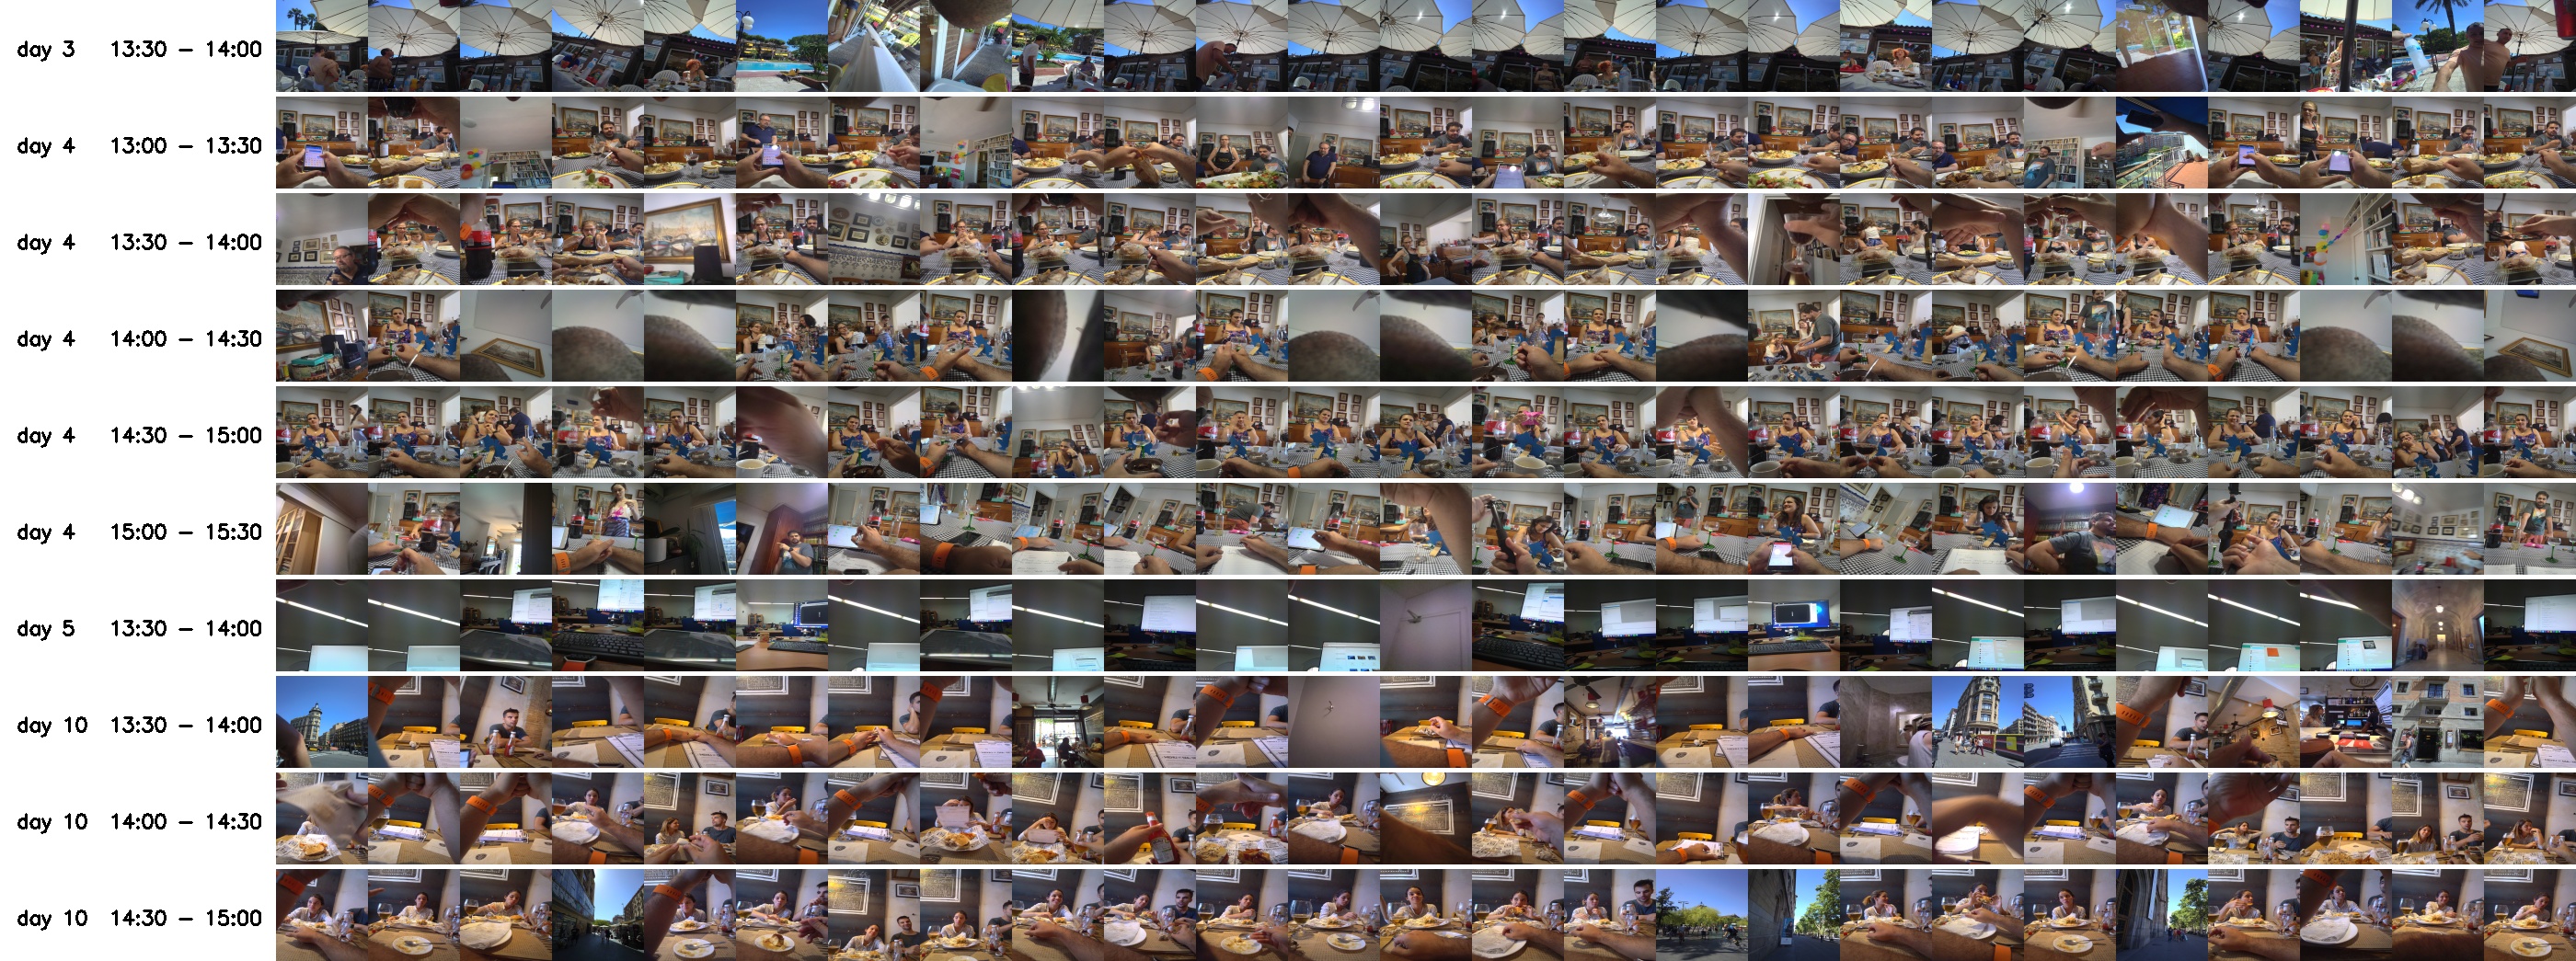 day 3 13:30 – 14:00
day 4 13:00 – 13:30
day 4 13:30 – 14:00
day 4 14:00 – 14:30
day 4 14:30 – 15:00
day 4 15:00 – 15:30
day 5 13:30 – 14:00
day 10 13:30 – 14:00
day 10 14:00 – 14:30
day 10 14:30 – 15:00